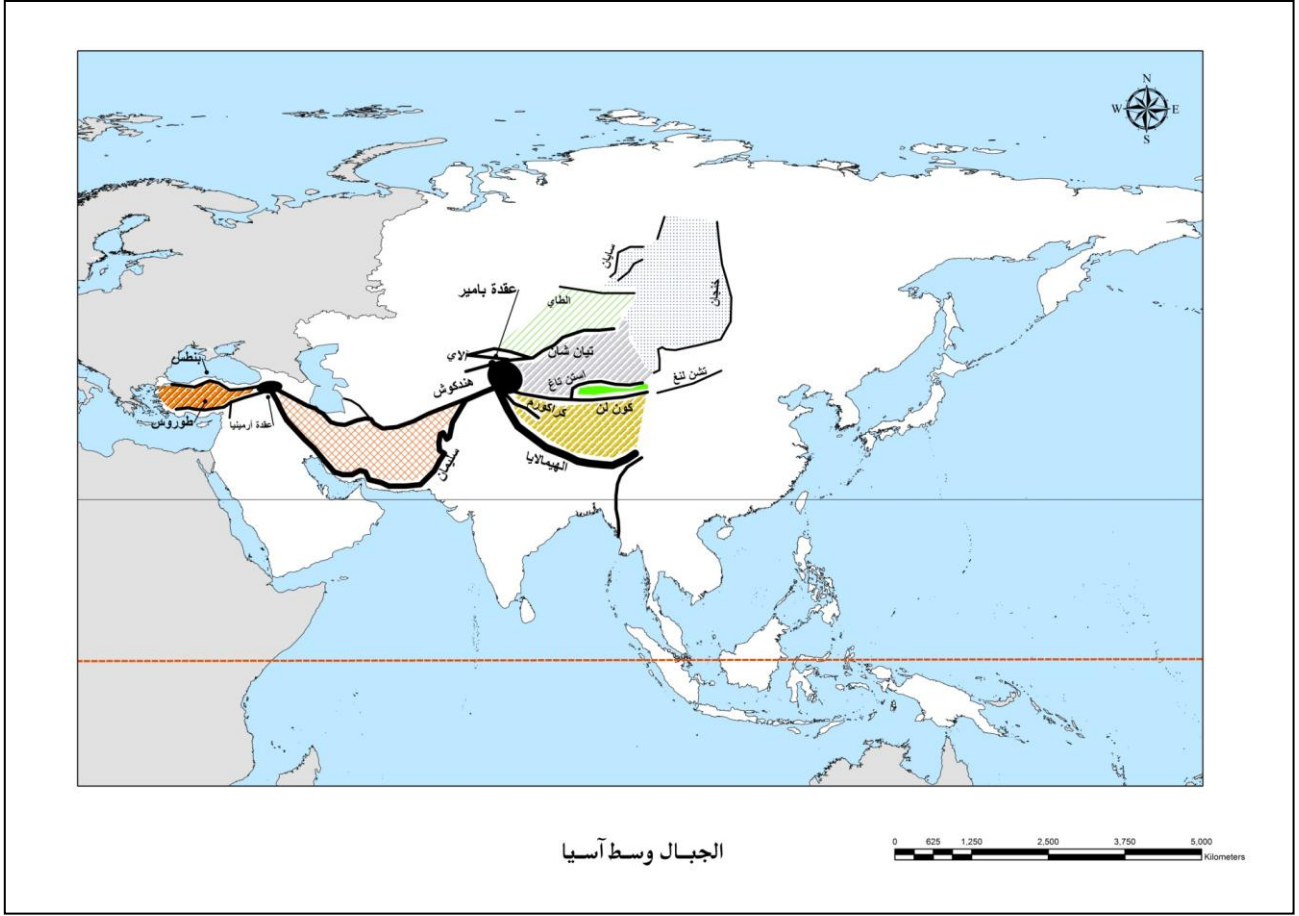 N
W
E
S
سايان
خنجان
عقدة بامير
الطاي
تيان شان
آلاي
بنطس
هندكوش
استن تاغ
تشن لنغ
كراكورم
كون لن
طوروس
عقدة أرمينيا
سليمان
الهيمالايا
الجبال وسط آسيا
0 625 1,250 2,500 3,750 5,000
Kilometers